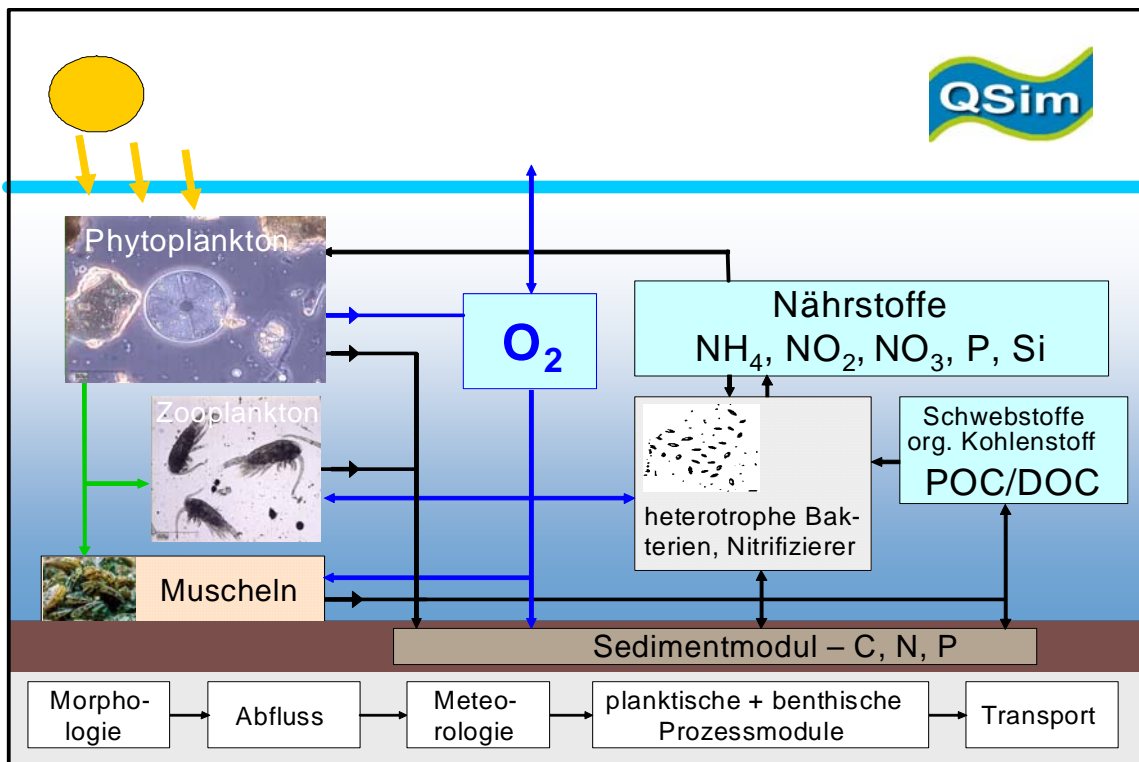 QSim
Phytoplankton
O2
Nährstoffe
NH4, NO2, NO3, P, Si
Zooplankton
heterotrophe Bak-
terien, Nitrifizierer
Schwebstoffe
org. Kohlenstoff
POC/DOC
Muscheln
Sedimentmodul – C, N, P
Morpho-
logie
Abfluss
Meteo-
rologie
planktische + benthische
Prozessmodule
Transport